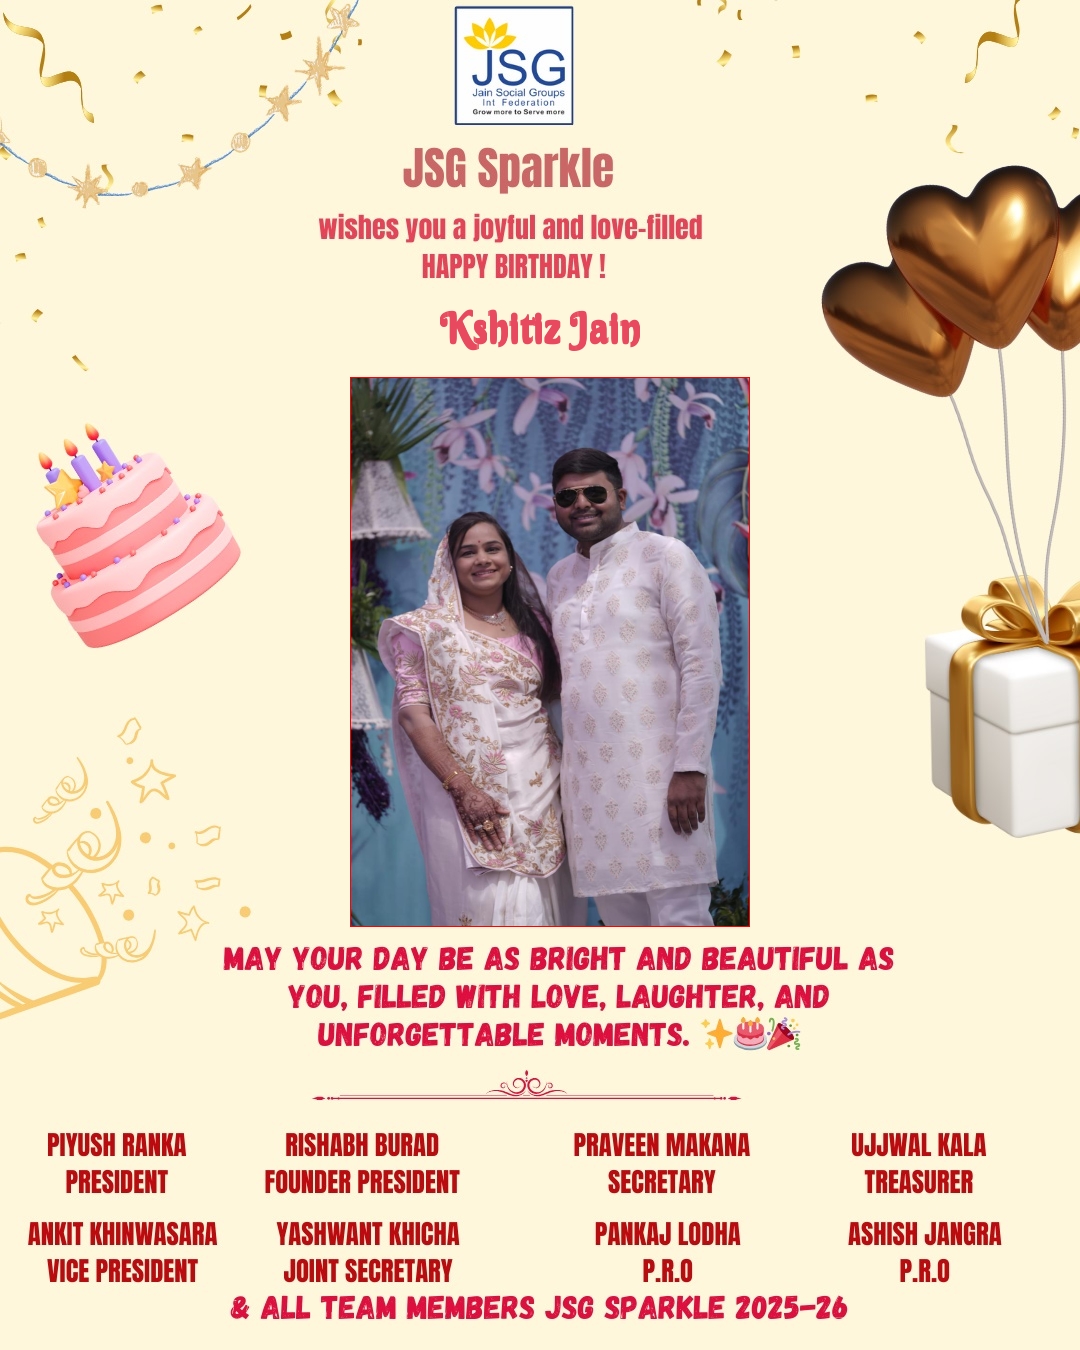 JSG
Jain Social Groups
Int Federation
Grow more to Serve more
JSG Sparkle
wishes you a joyful and love-filled
HAPPY BIRTHDAY !
Kshitiz Jain
MAY YOUR DAY BE AS BRIGHT AND BEAUTIFUL AS
YOU, FILLED WITH LOVE, LAUGHTER, AND
UNFORGETTABLE MOMENTS. ✨🎂🎉
PIYUSH RANKA
PRESIDENT
RISHABH BURAD
FOUNDER PRESIDENT
PRAVEEN MAKANA
SECRETARY
UJJWAL KALA
TREASURER
ANKIT KHINWASARA
VICE PRESIDENT
YASHWANT KHICHA
JOINT SECRETARY
PANKAJ LODHA
P.R.O
ASHISH JANGRA
P.R.O
& ALL TEAM MEMBERS JSG SPARKLE 2025-26